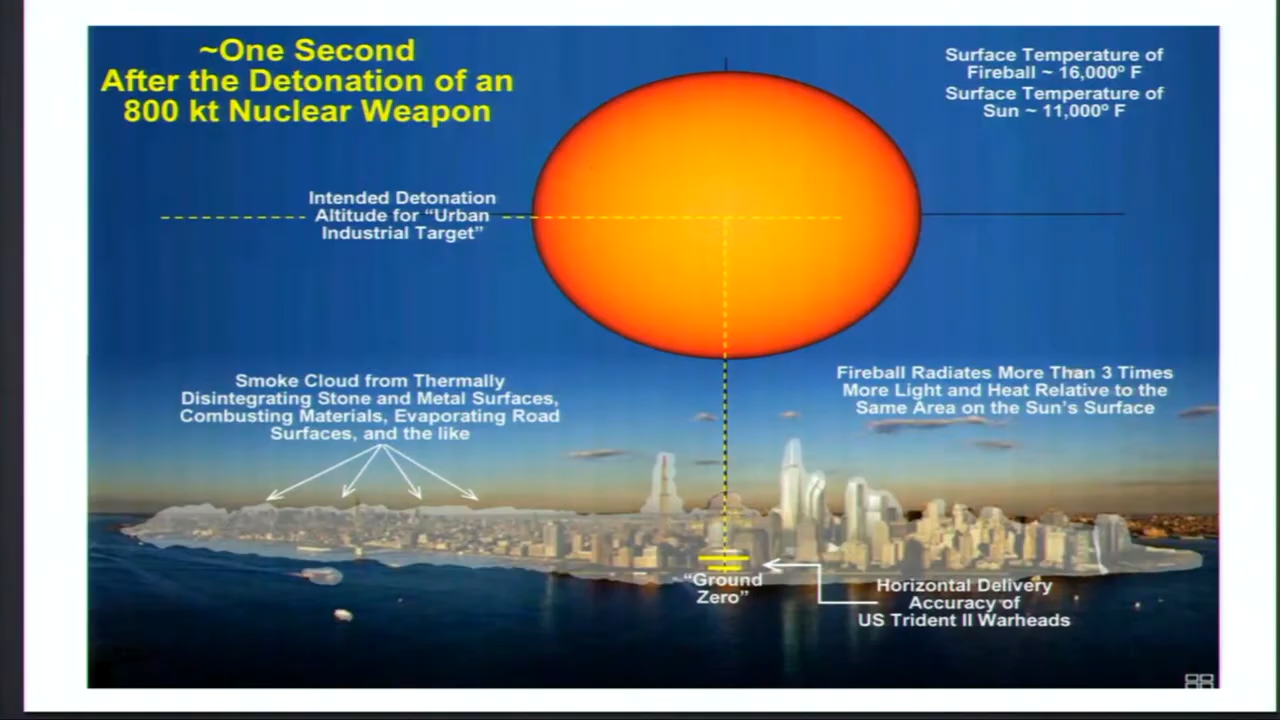 ~One Second
After the Detonation of an
800 kt Nuclear Weapon
Surface Temperature of
Fireball ~ 16,000º F
Surface Temperature of
Sun ~ 11,000º F
Intended Detonation
Altitude for “Urban
Industrial Target”
Smoke Cloud from Thermally
Disintegrating Stone and Metal Surfaces,
Combusting Materials, Evaporating Road
Surfaces, and the like
Fireball Radiates More Than 3 Times
More Light and Heat Relative to the
Same Area on the Sun’s Surface
“Ground
Zero”
Horizontal Delivery
Accuracy of
US Trident II Warheads